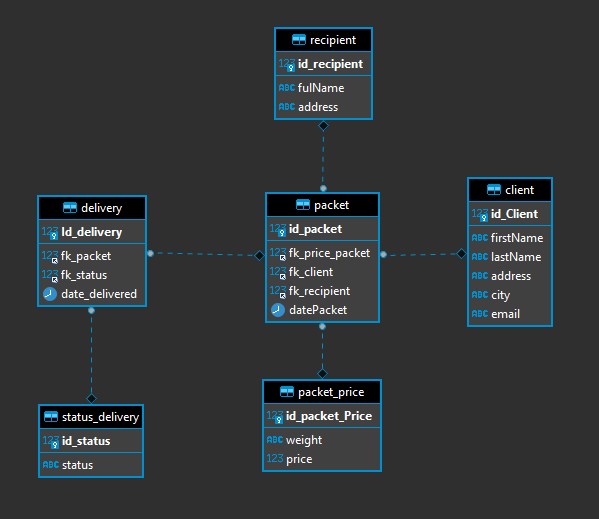 recipient
123 id_recipient
ABC fulName
ABC address
delivery
123 Id_delivery
123 fk_packet
123 fk_status
date_delivered
packet
123 id_packet
123 fk_price_packet
123 fk_client
123 fk_recipient
datePacket
client
123 id_Client
ABC firstName
ABC lastName
ABC address
ABC city
ABC email
status_delivery
123 id_status
ABC status
packet_price
123 id_packet_Price
ABC weight
123 price